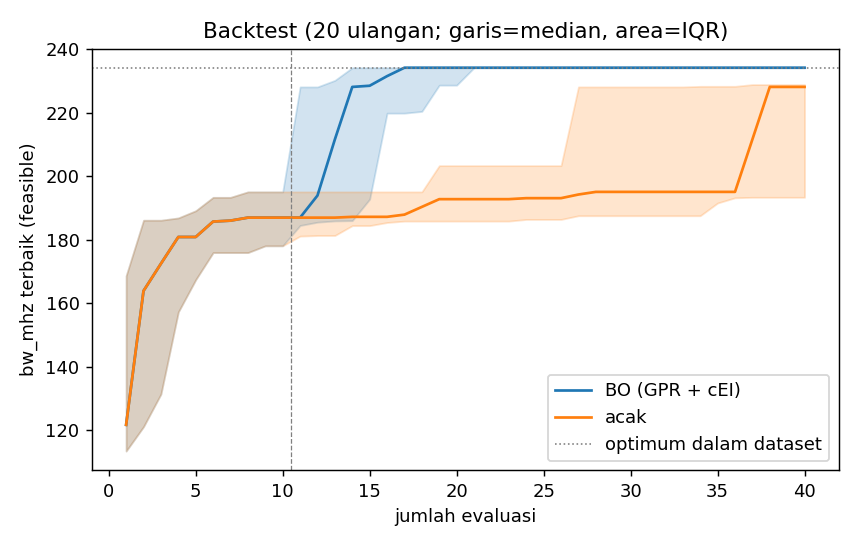 Backtest (20 ulangan; garis=median, area=IQR)
240
220
200
180
160
140
120
bw_mhz terbaik (feasible)
BO (GPR + cEI)
acak
optimum dalam dataset
0 5 10 15 20 25 30 35 40
jumlah evaluasi